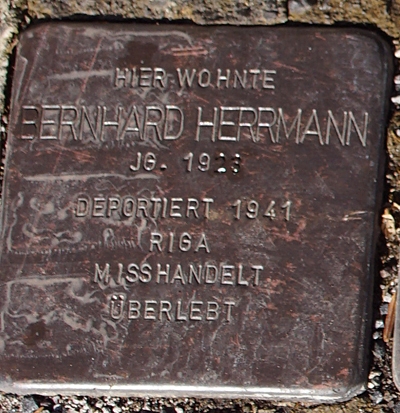 HIER WOHNTE
BERNHARD HERRMANN
JG.
DEPORTIERT 1941
RIGA
MISSHANDELT
ÜBERLEBT